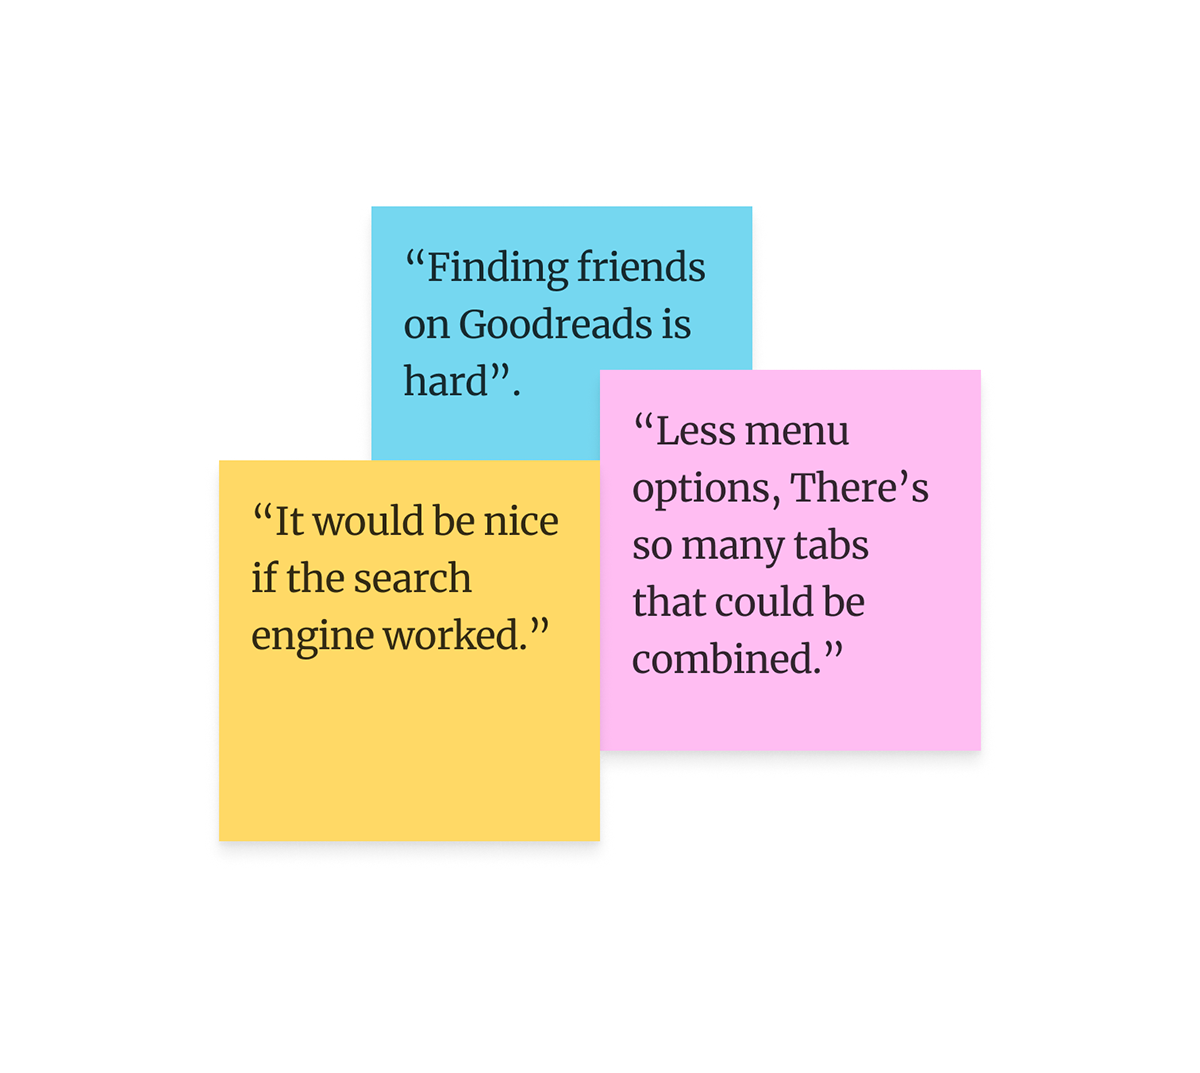 “Finding friends
on Goodreads is
hard”.
“Less menu
options, There’s
so many tabs
that could be
combined.”
“It would be nice
if the search
engine worked.”